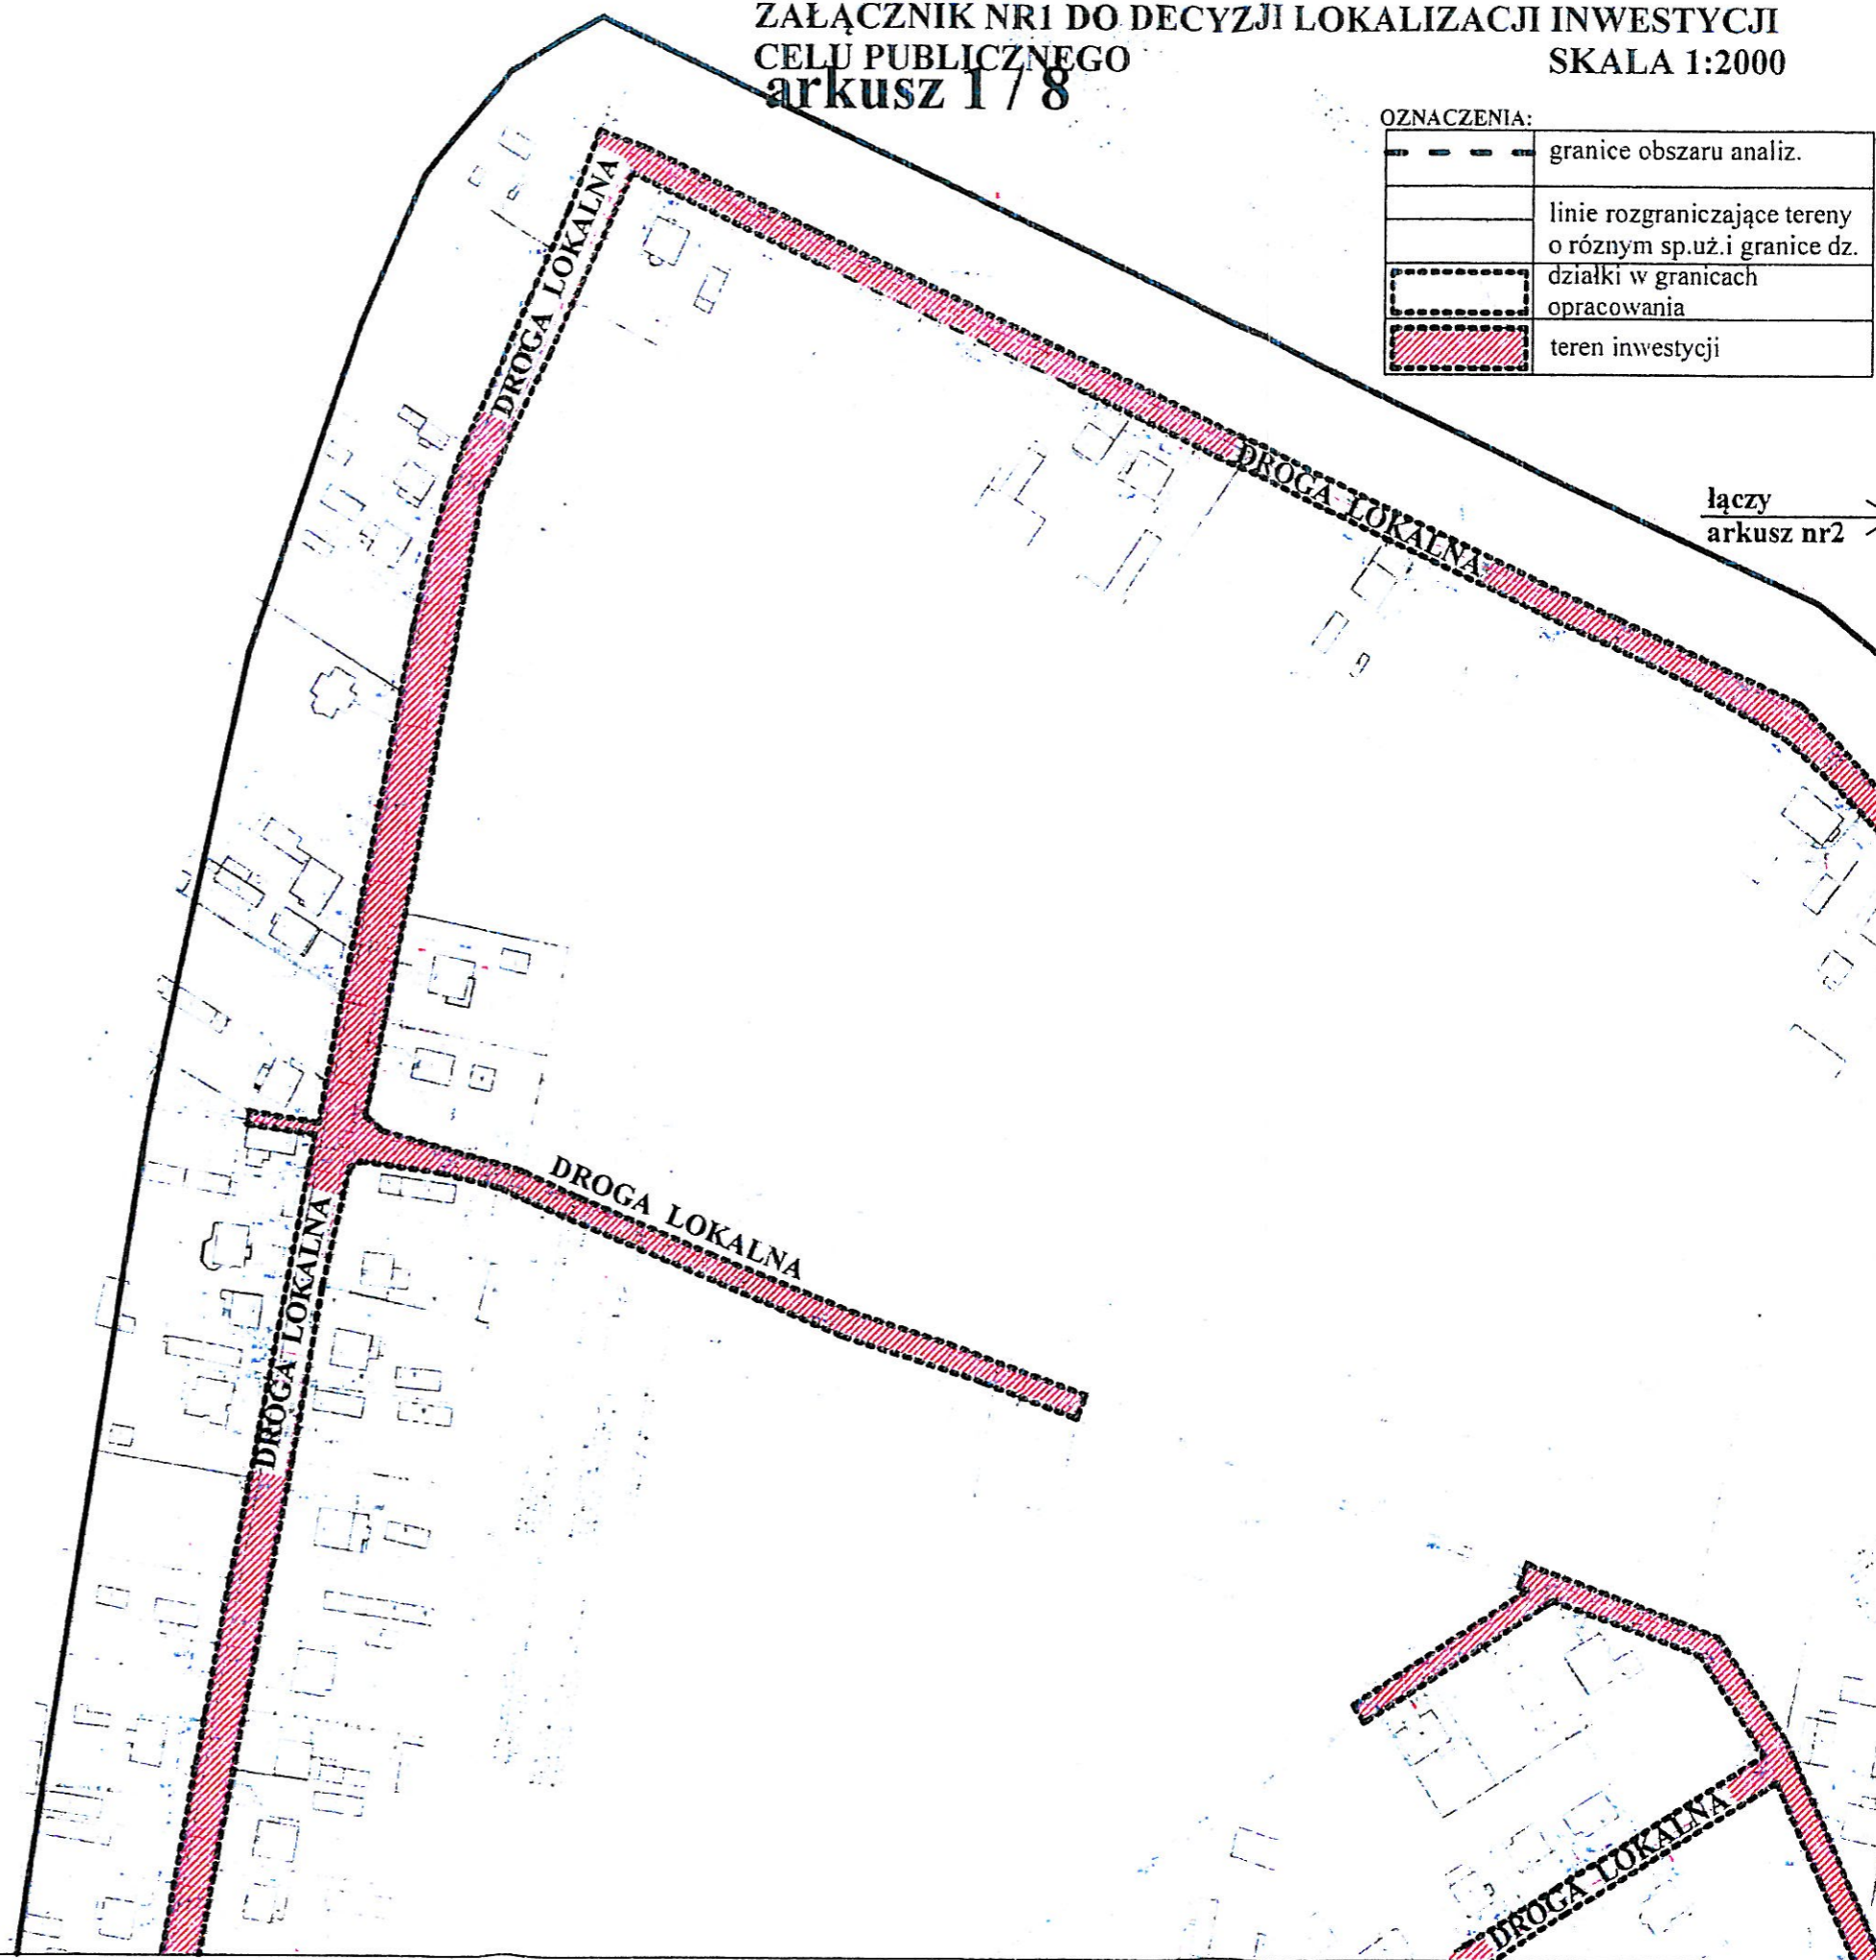 ZAŁĄCZNIK NR1 DO DECYZJI LOKALIZACJI INWESTYCJI
CELU PUBLICZNEGO
SKALA 1:2000
arkusz 1 / 8
OZNACZENIA:
granice obszaru analiz.
linie rozgraniczające tereny
o róznym sp.uż.i granice dz.
działki w granicach
opracowania
teren inwestycji
DROGA LOKALNA
DROGA LOKALNA
łączy
arkusz nr2
DROGA LOKALNA
DROGA LOKALNA
DROGA LOKALNA